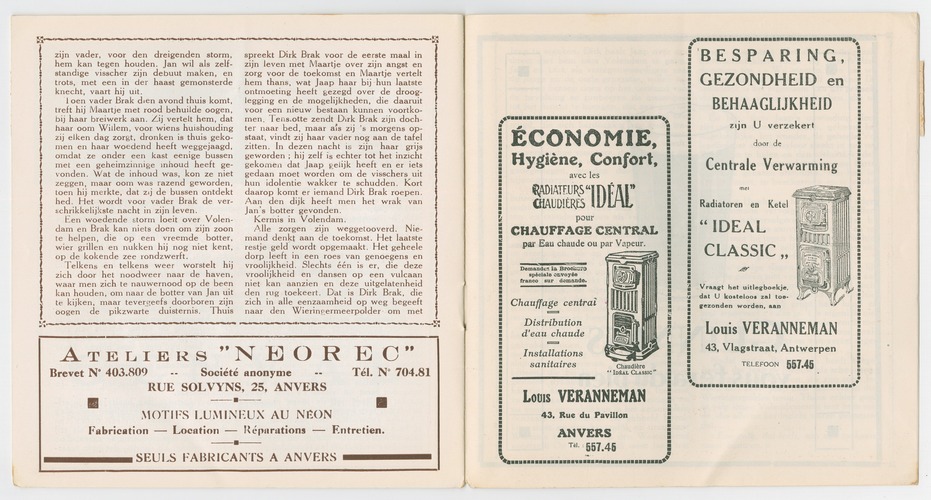 zijn vader, voor den dreigenden storm,
hem kan tegen houden. Jan wil als zelf-
standige visscher zijn debuut maken, en
trots, met een in der haast gemonsterde
knecht, vaart hij uit.
Toen vader Brak dien avond thuis komt,
treft hij Maartje met rood behuilde oogen,
bij haar breiwerk aan. Zij vertelt hem, dat
haar oom Willem, voor wiens huishouding
zij elken dag zorgt, dronken is thuis geko-
men en haar woedend heeft weggejaagd,
omdat ze onder een kast eenige bussen
met een geheimzinnige inhoud heeft ge-
vonden. Wat de inhoud was, kon ze niet
zeggen, maar oom was razend geworden,
toen hij merkte, dat zij de bussen ontdekt
had. Het wordt voor vader Brak de ver-
schrikkelijkste nacht in zijn leven.
Een woedende storm loeit over Volen-
dam en Brak kan niets doen om zijn zoon
te helpen, die op een vreemde botter,
wier grillen en nukken hij nog niet kent,
op de kokende zee rondzwerft.
Telkens en telkens weer worstelt hij
zich door het noodweer naar de haven,
waar men zich te nauwernood op de been
kan houden, om naar de botter van Jan uit
te kijken, maar tevergeefs doorboren zijn
oogen de pikzwarte duisternis. Thuis
spreekt Dirk Brak voor de eerste maal in
zijn leven met Maartje over zijn angst en
zorg voor de toekomst en Maartje vertelt
hem thans, wat Jaap haar bij hun laatste
ontmoeting heeft gezegd over de droog-
legging en de mogelijkheden, die daaruit
voor een nieuw bestaan kunnen voortko-
men. Tenslotte zendt Dirk Brak zijn doch-
ter naar bed, maar als zij 's morgens op-
staat, vindt zij haar vader nog aan de tafel
zitten. In dezen nacht is zijn haar grijs
geworden ; hij zelf is echter tot het inzicht
gekomen dat Jaap gelijk heeft en er iets
gedaan moet worden om de visschers uit
hun idolentie wakker te schudden. Kort
daarop komt er iemand Dirk Brak roepen.
Aan den dijk heeft men het wrak van
Jan's botter gevonden.
Kermis in Volendam.
Alle zorgen zijn weggetooverd. Nie-
mand denkt aan de toekomst. Het laatste
restje geld wordt opgemaakt. Het geheele
dorp leeft in een roes van genoegens en
vroolijkheid. Slechts één is er, die deze
vroolijkheid en dansen op een vulcaan
niet kan aanzien en deze uitgelatenheid
den rug toekeert. Dat is Dirk Brak, die
zich in alle eenzaamheid op weg begeeft
naar den Wieringermeerpolder om met
ATELIERS "NEOREC"
Brevet N° 403.809 -- Société anonyme -- Tél. N° 704.81
RUE SOLVYNS, 25, ANVERS
MOTIFS LUMINEUX AU NÉON
Fabrication — Location — Réparations — Entretien.
SEULS FABRICANTS A ANVERS
ÉCONOMIE,
Hygiène, Confort,
avec les
RADIATEURS "IDÉAL"
CHAUDIÈRES
pour
CHAUFFAGE CENTRAL
par Eau chaude ou par Vapeur.
Demandez la Brochure
spéciale envoyée
franco sur demande.
Chauffage central
Distribution
d'eau chaude
Installations
sanitaires
Chaudière
"IDÉAL CLASSIC"
LOUIS VERANNEMAN
43, Rue du Pavillon
ANVERS
Tél. 557.45
BESPARING,
GEZONDHEID en
BEHAAGLIJKHEID
zijn U verzekert
door de
Centrale Verwarming
met
Radiatoren en Ketel
“IDEAL
CLASSIC„
Vraagt het uitlegboekje,
dat U kosteloos zal toe-
gezonden worden, aan
Louis VERANNEMAN
43, Vlagstraat, Antwerpen
TELEFOON 557.45